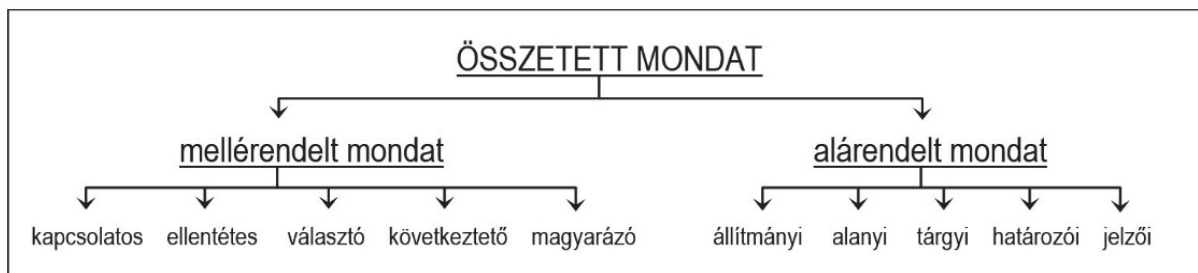 ÖSSZETETT MONDAT
mellérendelt mondat alárendelt mondat
kapcsolatos ellentétes választó következtető magyarázó állítmányi alanyi tárgyi határozói jelzői